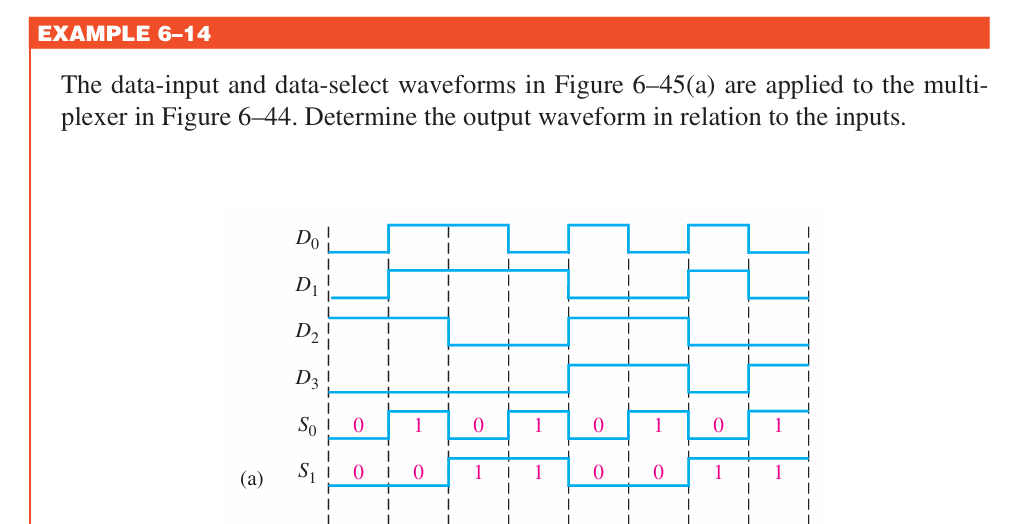 EXAMPLE 6–14
The data-input and data-select waveforms in Figure 6–45(a) are applied to the multi-
plexer in Figure 6–44. Determine the output waveform in relation to the inputs.
D0
D1
D2
D3
S0 0 1 0 1 0 1 0 1
(a) S1 0 0 1 1 0 0 1 1